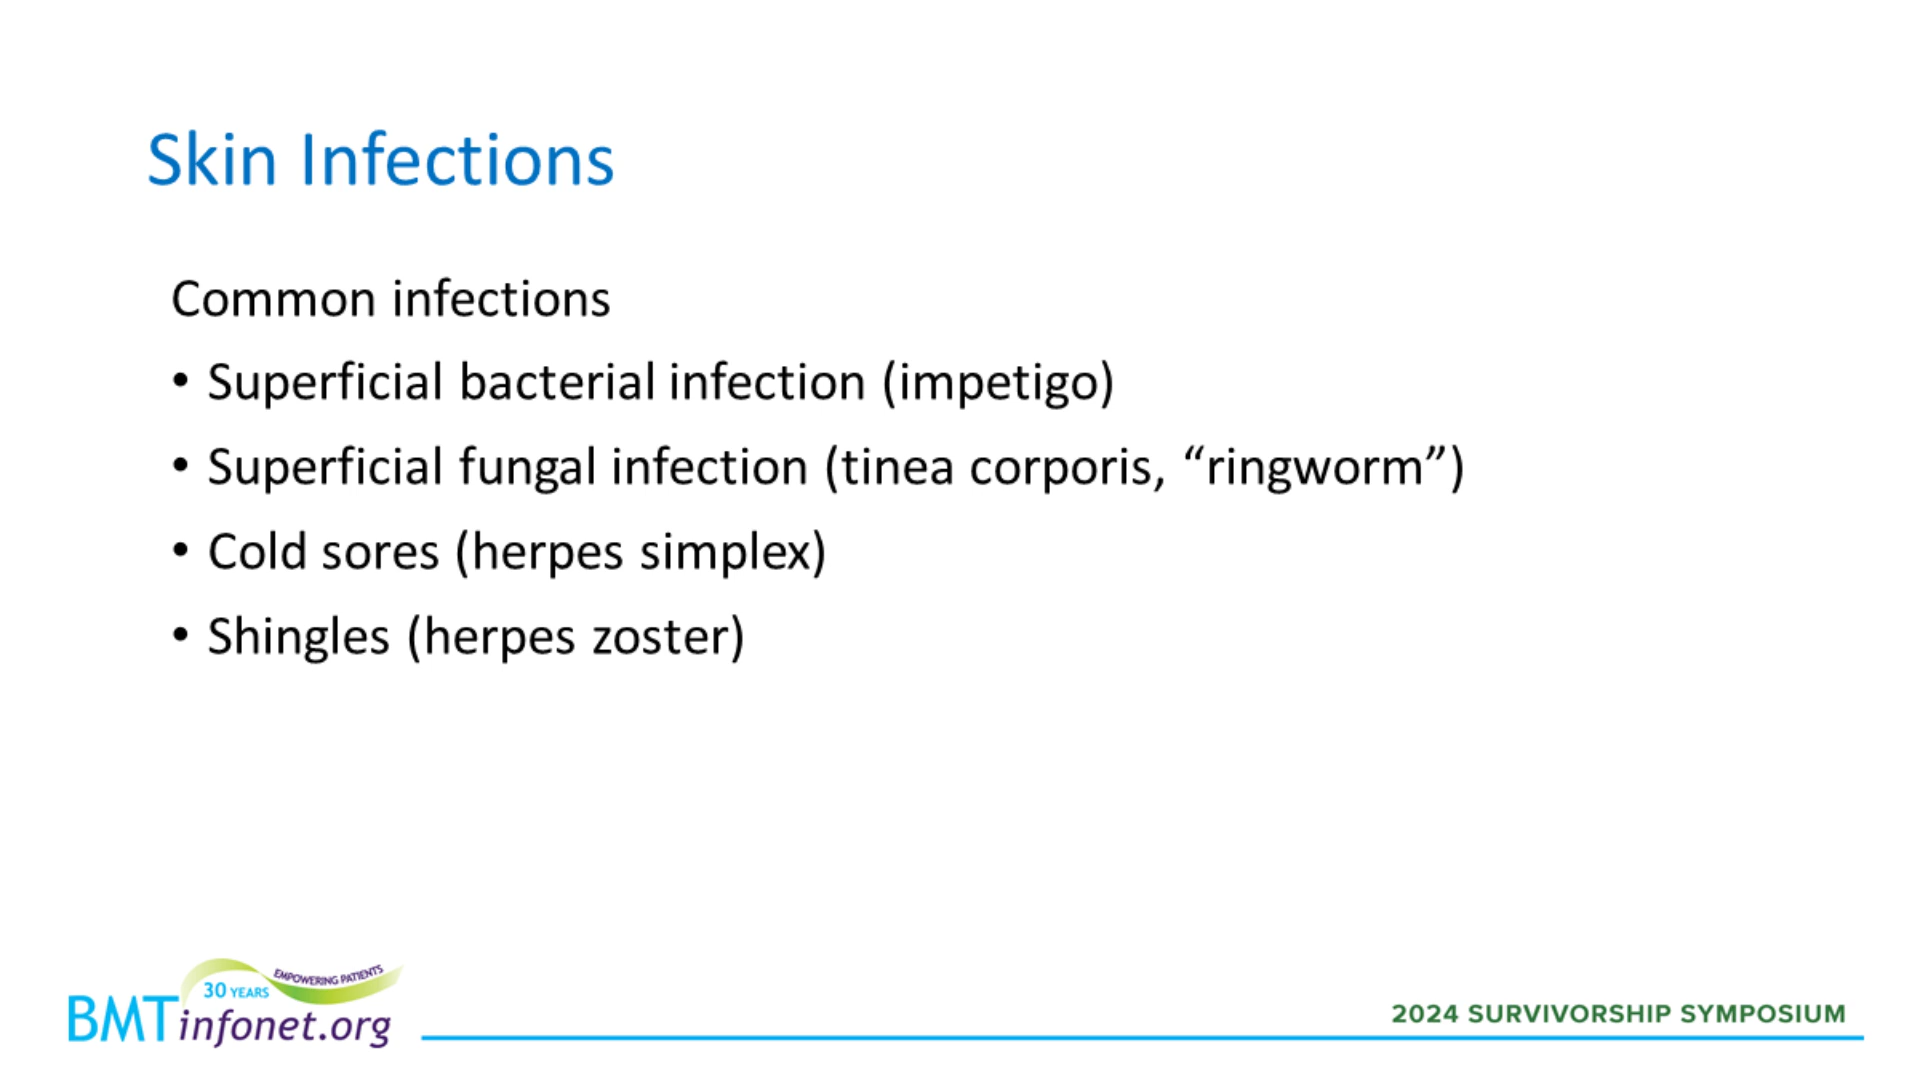 Skin Infections
Common infections
• Superficial bacterial infection (impetigo)
• Superficial fungal infection (tinea corporis, “ringworm”)
• Cold sores (herpes simplex)
• Shingles (herpes zoster)
EMPOWERING PATIENTS
30 YEARS
BMTinfonet.org
2024 SURVIVORSHIP SYMPOSIUM